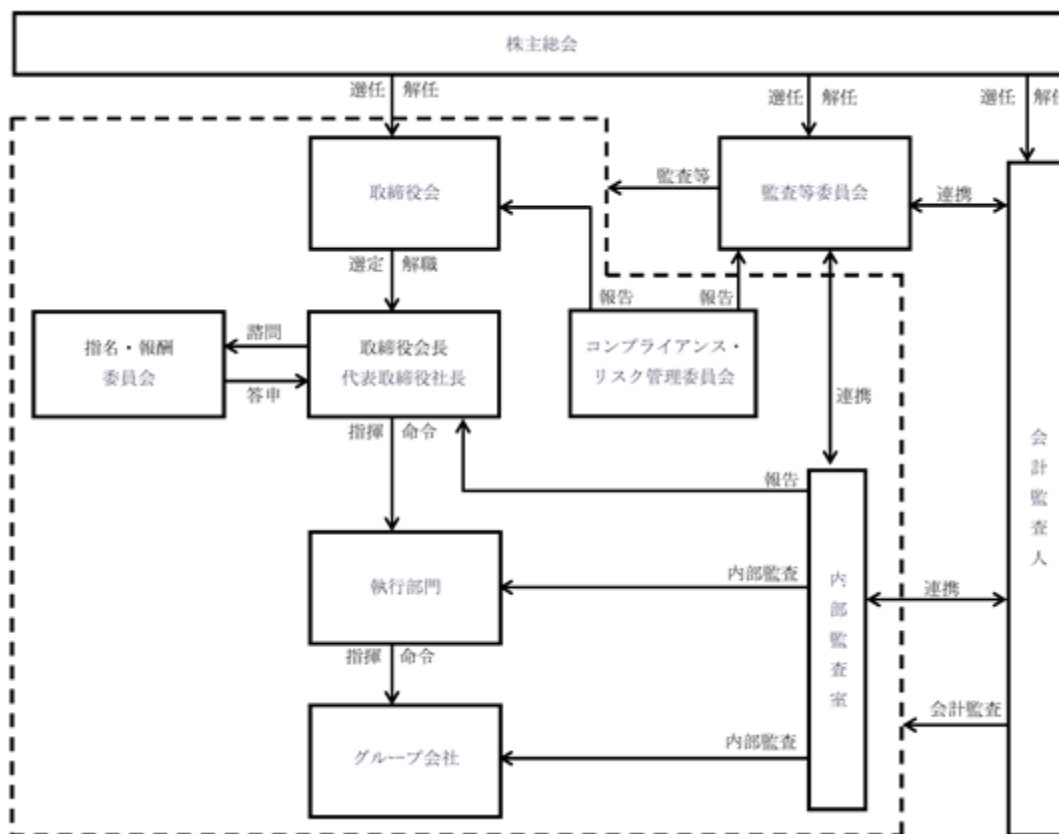 株主総会
選任 解任
選任 解任
選任 解任
取締役会
監査等
監査等委員会
連携
選定 解職
報告
報告
指名・報酬
委員会
諮問
答申
取締役会長
代表取締役社長
コンプライアンス・
リスク管理委員会
連携
指揮 命令
報告
会計監査人
執行部門
内部監査
内部監査室
連携
指揮 命令
グループ会社
内部監査
会計監査